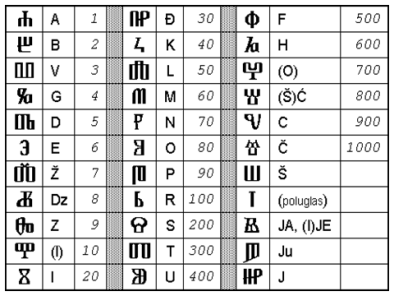 Ⰰ A 1 Ⰼ Đ 30 Ⱇ F 500
Ⰱ B 2 Ⰽ K 40 Ⱈ H 600
Ⰲ V 3 Ⰾ L 50 Ⱉ (O) 700
Ⰳ G 4 Ⰿ M 60 Ⱋ (Š)Ć 800
Ⰴ D 5 Ⱀ N 70 Ⱌ C 900
Ⰵ E 6 Ⱁ O 80 Ⱍ Č 1000
Ⰶ Ž 7 Ⱂ P 90 Ⱎ Š
Ⰷ Dz 8 Ⱃ R 100 Ⱜ (poluglas)
Ⰸ Z 9 Ⱄ S 200 Ⱑ JA, (I)JE
Ⰹ (I) 10 Ⱅ T 300 Ⱓ Ju
Ⰻ I 20 Ⱆ U 400 J